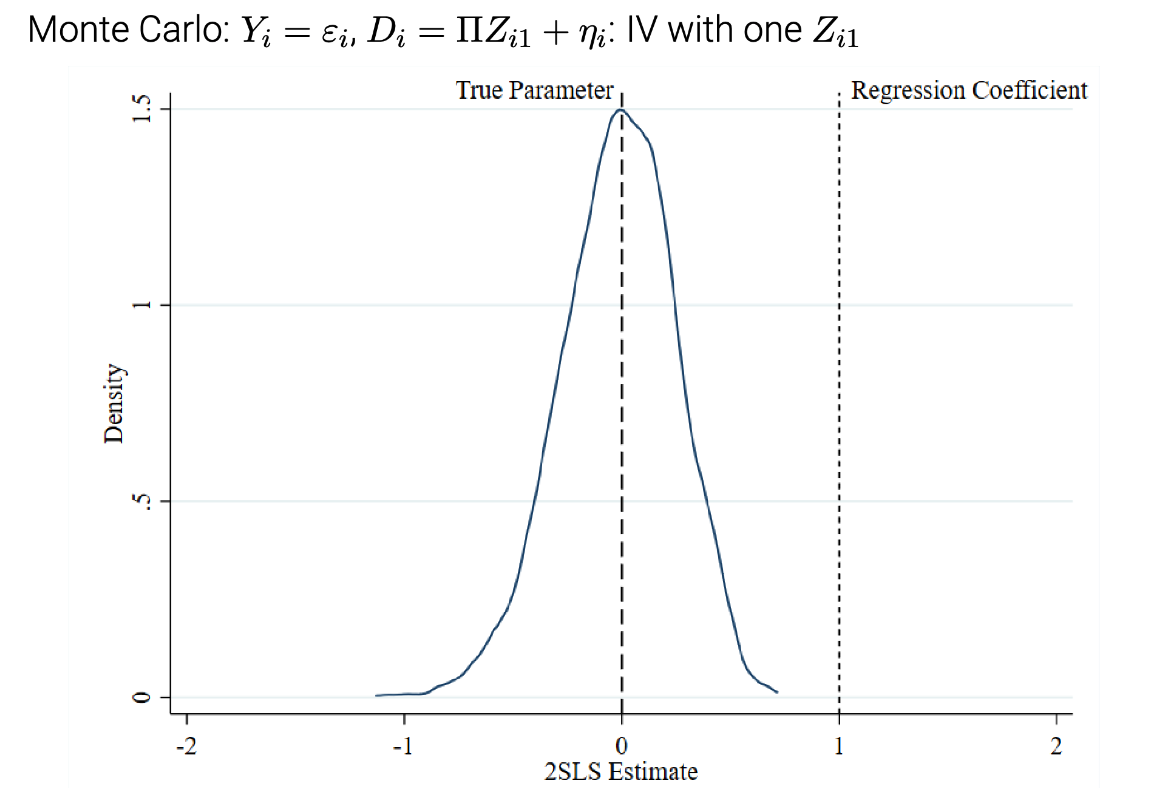 Monte Carlo: Yᵢ = εᵢ, Dᵢ = ΠZᵢ₁ + ηᵢ: IV with one Zᵢ₁
True Parameter
Regression Coefficient
1.5
1
.5
0
Density
-2 -1 0 1 2
2SLS Estimate